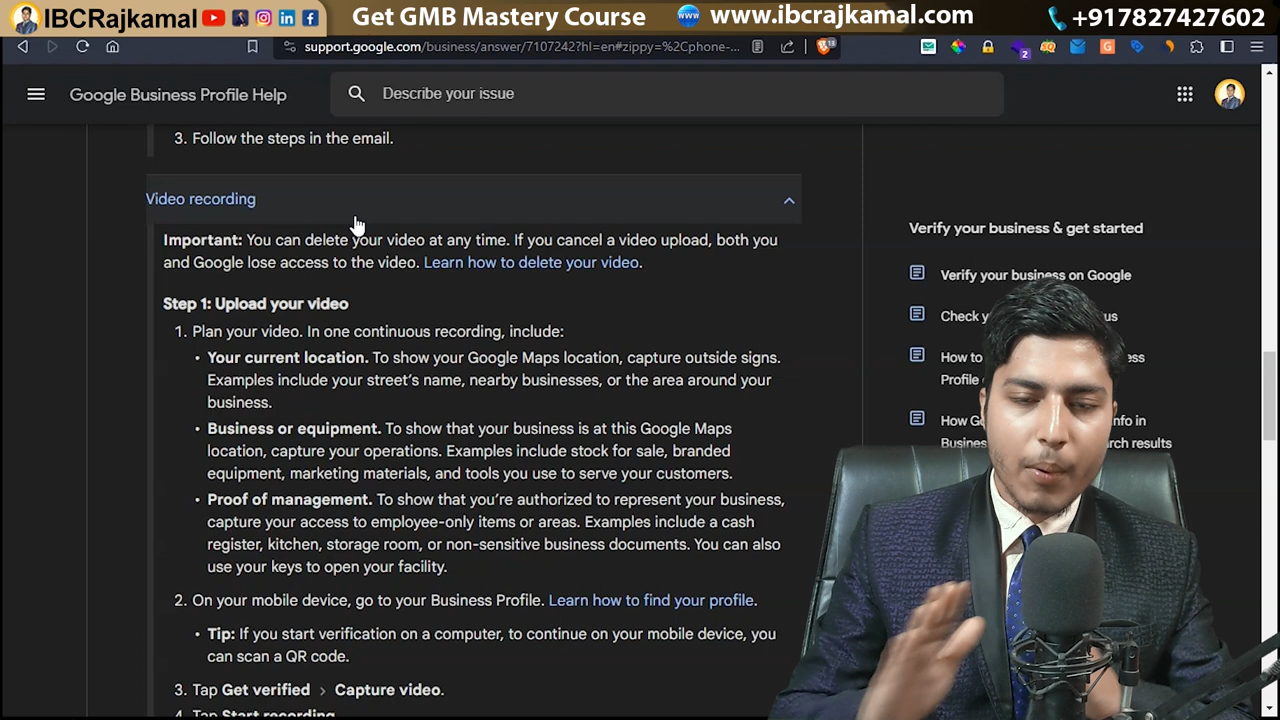 IBCRajkamal
Get GMB Mastery Course
www.ibcrajkamal.com
+917827427602
support.google.com/business/answer/7107242?hl=en#zippy=%2Cphone-...
Google Business Profile Help
Describe your issue
3. Follow the steps in the email.
Video recording
Important: You can delete your video at any time. If you cancel a video upload, both you
and Google lose access to the video. Learn how to delete your video.
Step 1: Upload your video
1. Plan your video. In one continuous recording, include:
• Your current location. To show your Google Maps location, capture outside signs.
Examples include your street's name, nearby businesses, or the area around your
business.
• Business or equipment. To show that your business is at this Google Maps
location, capture your operations. Examples include stock for sale, branded
equipment, marketing materials, and tools you use to serve your customers.
• Proof of management. To show that you're authorized to represent your business,
capture your access to employee-only items or areas. Examples include a cash
register, kitchen, storage room, or non-sensitive business documents. You can also
use your keys to open your facility.
2. On your mobile device, go to your Business Profile. Learn how to find your profile.
• Tip: If you start verification on a computer, to continue on your mobile device, you
can scan a QR code.
3. Tap Get verified > Capture video.
4. Tap Start recording.
Verify your business & get started
Verify your business on Google
Check
How to
Profile
How
Business